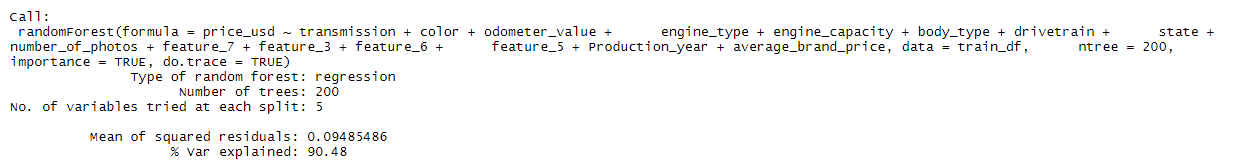 Call:
 randomForest(formula = price_usd ~ transmission + color + odometer_value +      engine_type + engine_capacity + body_type + drivetrain +      state +
number_of_photos + feature_7 + feature_3 + feature_6 +      feature_5 + Production_year + average_brand_price, data = train_df,      ntree = 200,
importance = TRUE, do.trace = TRUE)
               Type of random forest: regression
                     Number of trees: 200
No. of variables tried at each split: 5

          Mean of squared residuals: 0.09485486
                    % Var explained: 90.48